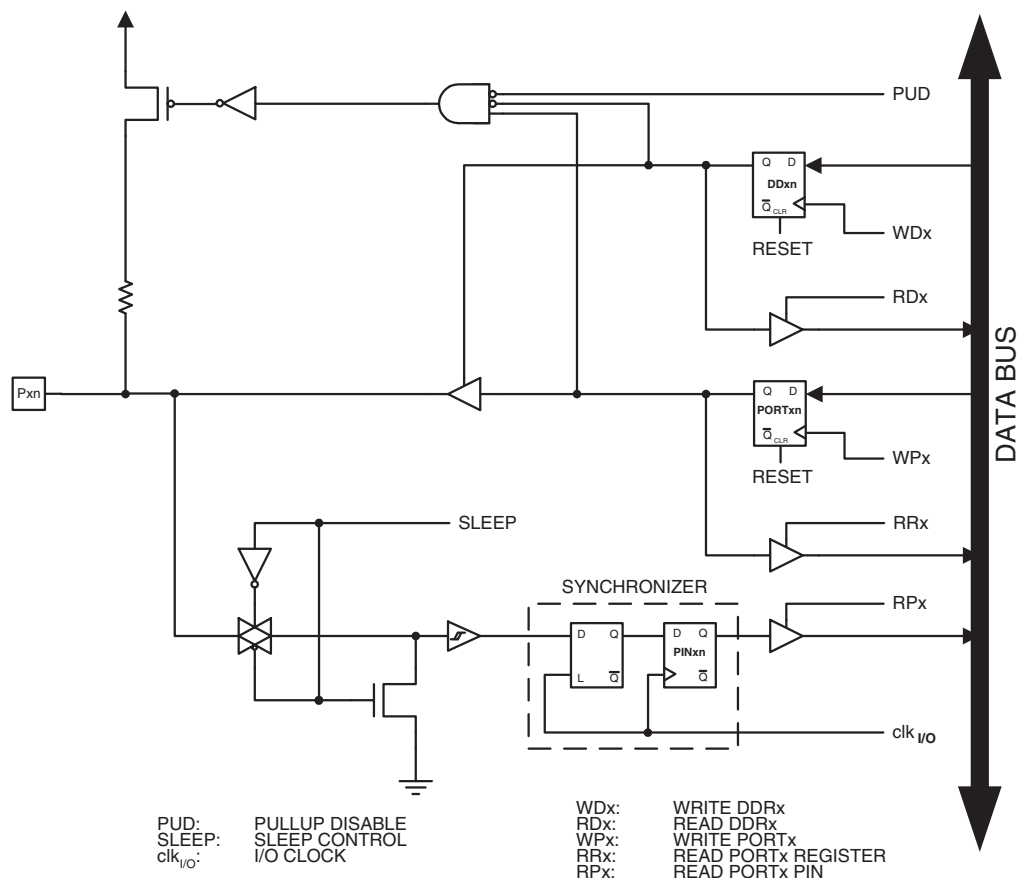 PUD
Q D
DDxn
Q CLR
WDx
RESET
RDx
Pxn
Q D
PORTxn
Q CLR
WPx
RESET
DATA BUS
SLEEP
RRx
SYNCHRONIZER
RPx
D Q
L Q
D Q
PINxn
Q
clk I/O
PUD: PULLUP DISABLE
SLEEP: SLEEP CONTROL
clkI/O: I/O CLOCK
WDx: WRITE DDRx
RDx: READ DDRx
WPx: WRITE PORTx
RRx: READ PORTx REGISTER
RPx: READ PORTx PIN